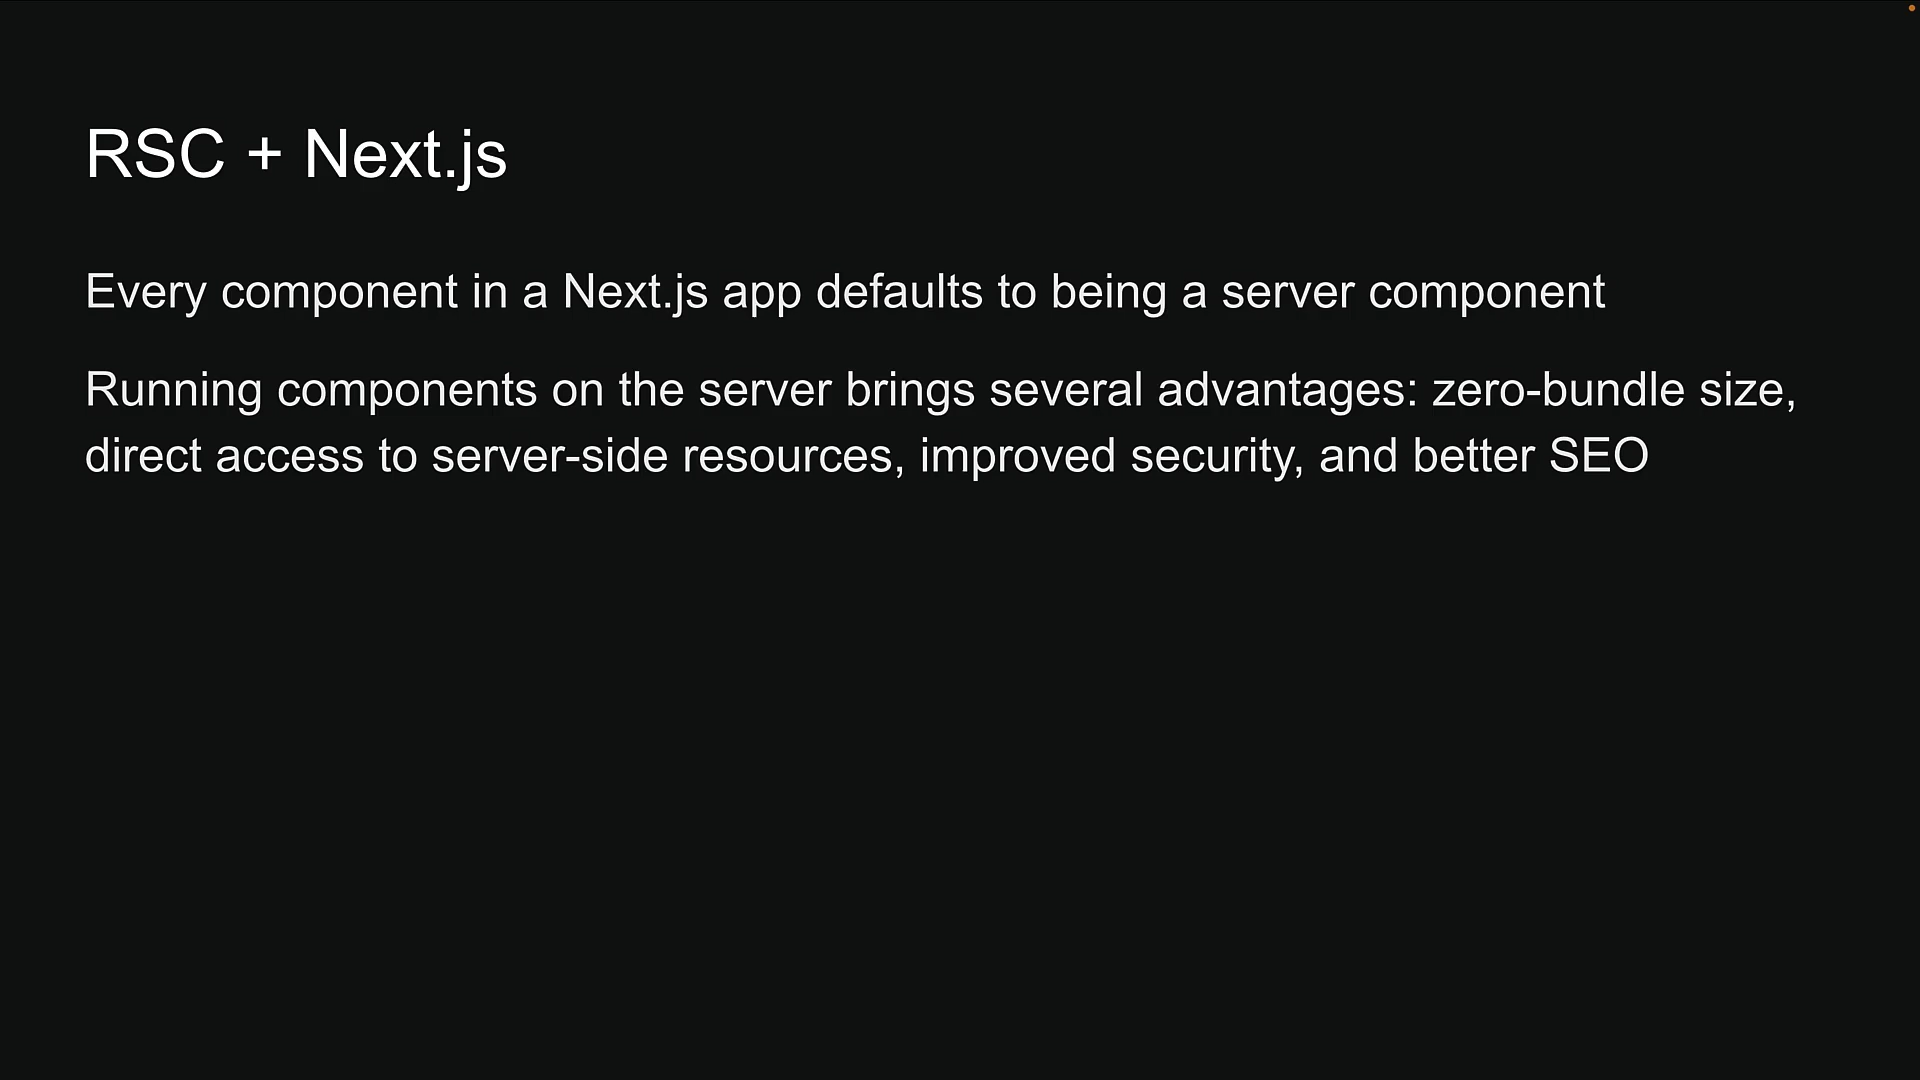 RSC + Next.js
Every component in a Next.js app defaults to being a server component
Running components on the server brings several advantages: zero-bundle size,
direct access to server-side resources, improved security, and better SEO